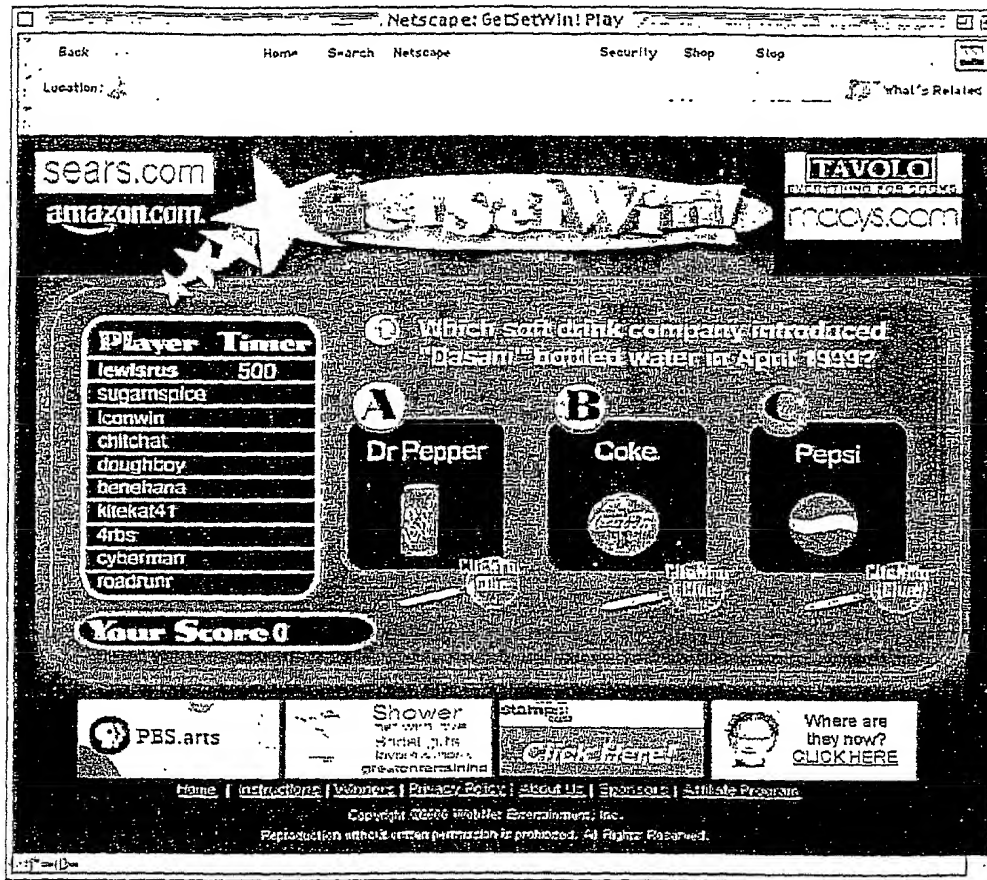 Netscape: GetSetWin! Play
Back Home Search Netscape Security Shop Stop
Location: What's Related
sears.com
amazon.com
TAVOLO
macys.com
Player Timer
lewisrus 500
sugarnspice
iconwin
chitchat
doughboy
benehana
kitekat41
4rbs
cyberman
roadrunr
Your Score 0
Which soft drink company introduced
"Dasani" bottled water in April 1999?
A
Dr Pepper
B
Coke
C
Pepsi
PBS.arts
Shower
Click Here!
Where are
they now?
CLICK HERE
Home | Instructions | Winners | Privacy Policy | About Us | Sponsors | Affiliate Program
Copyright WebNet Entertainment, Inc.
Reproduction without written permission is prohibited. All Rights Reserved.